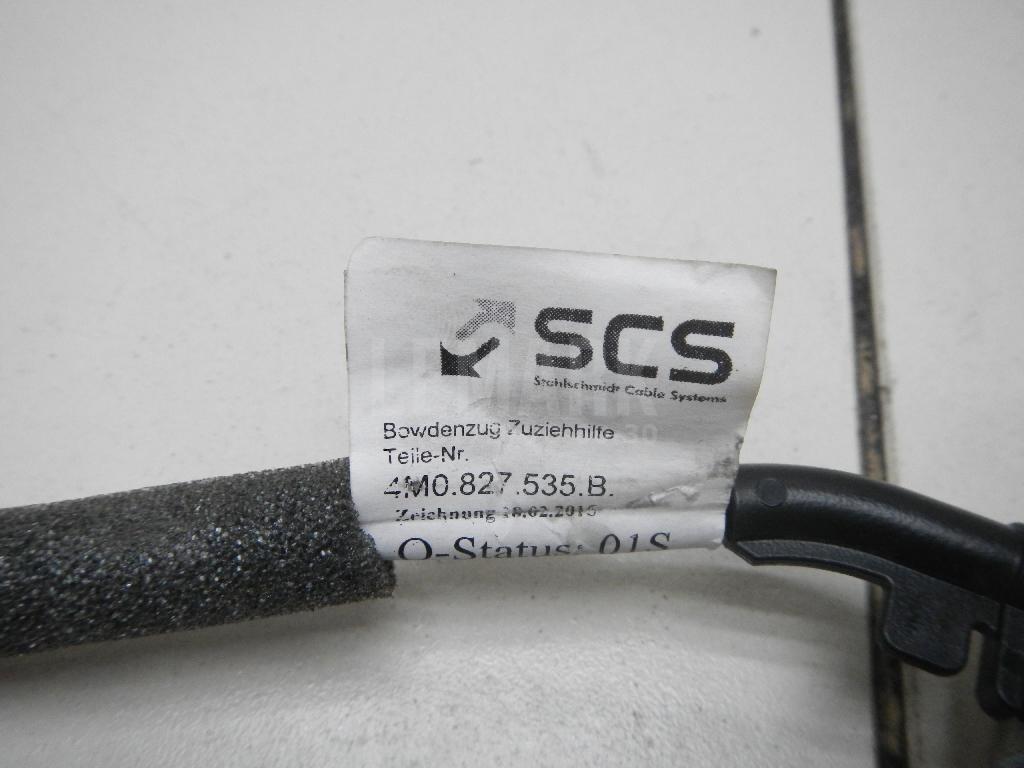 SCS
Stahlschmidt Cable Systems
Bowdenzug Zuziehhilfe
Teile-Nr.
4M0.827.535.B.
Zeichnung 18.02.2015
Q-Status: 01S